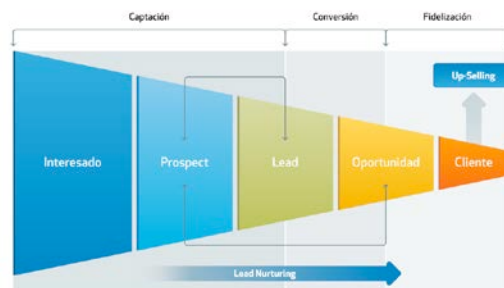 Captación
Conversión
Fidelización
Up-Selling
Interesado
Prospect
Lead
Oportunidad
Cliente
Lead Nurturing